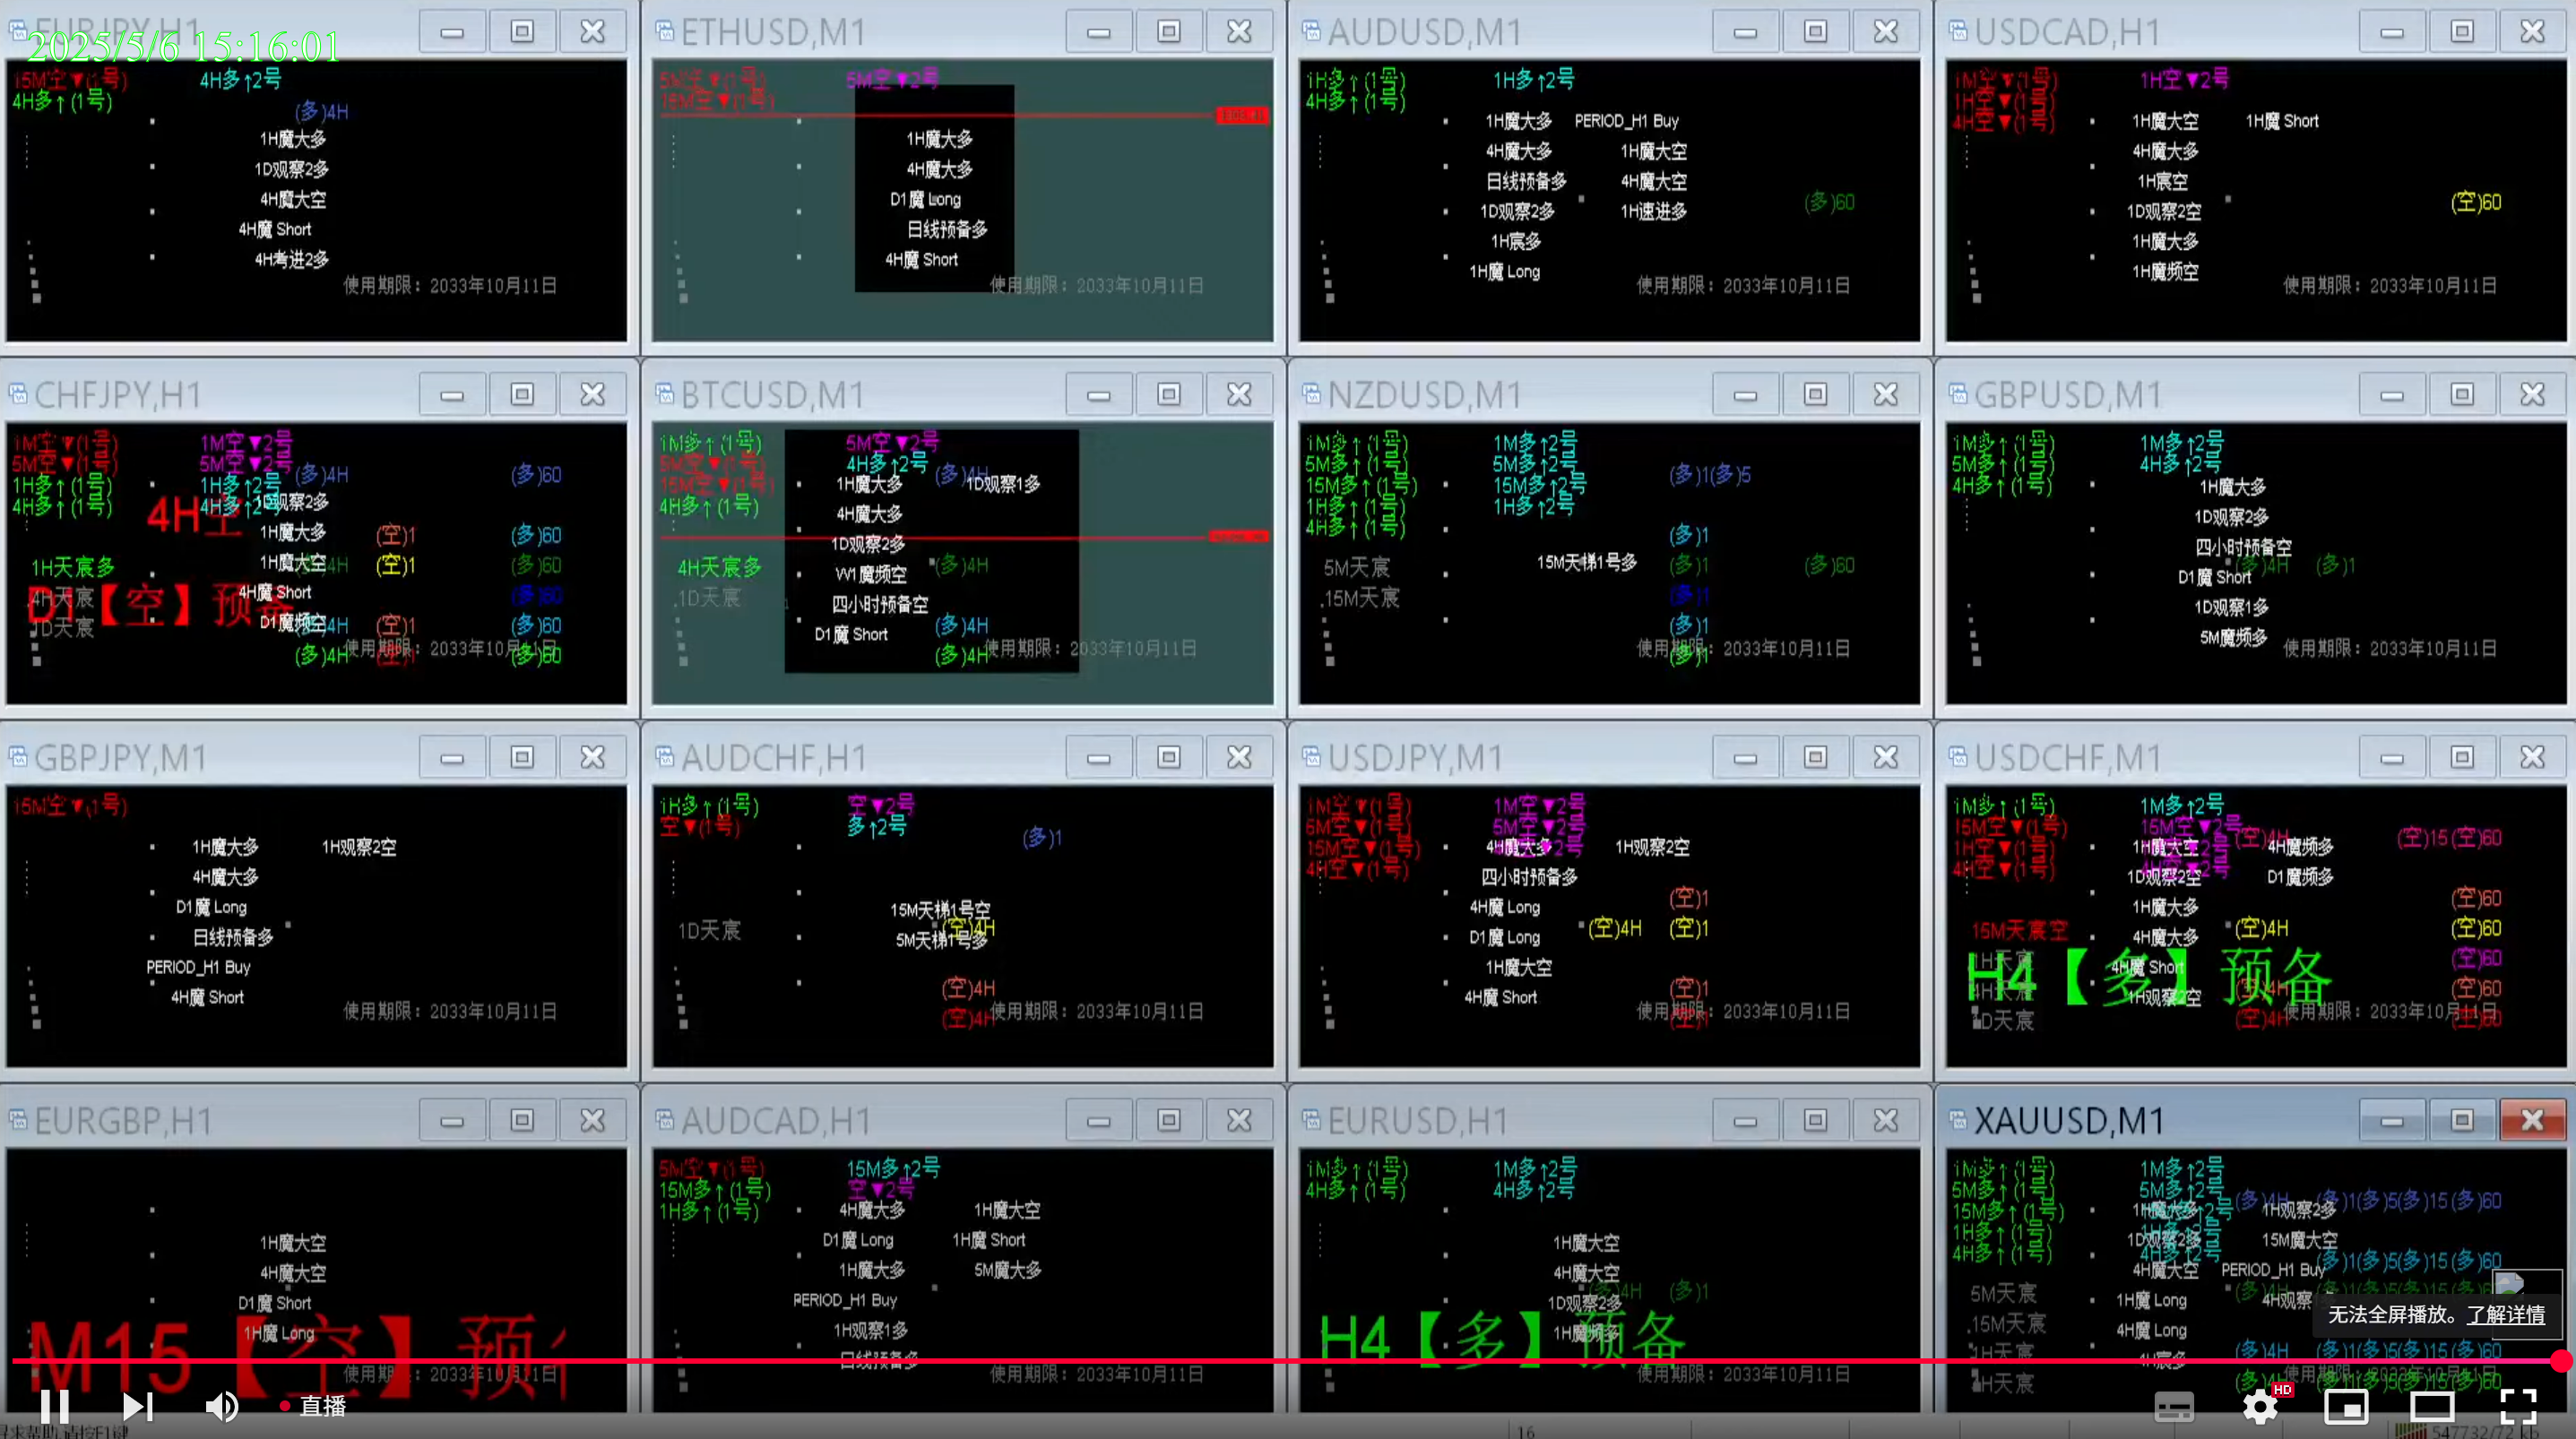 2025/5/6 15:16:01
EURJPY,H1
15M空▼(1号)
4H多↑2号
4H多↑(1号)
(多)4H
1H魔大多
1D观察2多
4H魔大空
4H魔 Short
4H考进2多
使用期限：2033年10月11日
ETHUSD,M1
5M空▼(1号)
5M空▼2号
15M空▼(1号)
1H魔大多
4H魔大多
D1魔 Long
日线预备多
4H魔 Short
使用期限：2033年10月11日
AUDUSD,M1
1H多↑(1号)
1H多↑2号
4H多↑(1号)
1H魔大多 PERIOD_H1 Buy
4H魔大多 1H魔大空
日线预备多 4H魔大空
1D观察2多 1H速进多
(多)60
1H宸多
1H魔 Long
使用期限：2033年10月11日
USDCAD,H1
1M空▼(1号)
1H空▼2号
1H空▼(1号)
4H空▼(1号)
1H魔大空 1H魔 Short
4H魔大多
1H宸空
1D观察2空
(空)60
1H魔大多
1H魔频空
使用期限：2033年10月11日
CHFJPY,H1
1M空▼(1号)
1M空▼2号
5M空▼(1号)
5M空▼2号
(多)4H (多)60
1H多↑(1号)
1H多↑2号
4H多↑(1号)
4H多↑2号
4H空
1D观察2多
1H魔大多 (空)1 (多)60
1H天宸多
1H魔大空 4H (空)1 (多)60
4H天宸
4H魔 Short (多)60
D1【空】预备
1D天宸
D1魔频空 4H (空)1 (多)60
(多)4H (多)60
使用期限：2033年10月11日
BTCUSD,M1
1M多↑(1号)
5M空▼2号
5M空▼(1号)
4H多↑2号
(多)4H
15M空▼(1号)
1H魔大多 1D观察1多
4H多↑(1号)
4H魔大多
1D观察2多
4H天宸多
W1魔频空 (多)4H
1D天宸
四小时预备空
D1魔 Short (多)4H
(多)4H
使用期限：2033年10月11日
NZDUSD,M1
1M多↑(1号)
1M多↑2号
5M多↑(1号)
5M多↑2号
(多)1(多)5
15M多↑(1号)
15M多↑2号
1H多↑(1号)
1H多↑2号
4H多↑(1号)
(多)1
5M天宸
15M天梯1号多 (多)1 (多)60
15M天宸
(多)1
(多)1
(多)1
使用期限：2033年10月11日
GBPUSD,M1
1M多↑(1号)
1M多↑2号
5M多↑(1号)
4H多↑2号
4H多↑(1号)
1H魔大多
1D观察2多
四小时预备空
(多)4H (多)1
D1魔 Short
1D观察1多
5M魔频多
使用期限：2033年10月11日
GBPJPY,M1
15M空▼(1号)
1H魔大多 1H观察2空
4H魔大多
D1魔 Long
日线预备多
PERIOD_H1 Buy
4H魔 Short
使用期限：2033年10月11日
AUDCHF,H1
1H多↑(1号)
空▼2号
空▼(1号)
多↑2号
(多)1
15M天梯1号空
1D天宸
(空)4H
5M天梯1号多
(空)4H
(空)4H
使用期限：2033年10月11日
USDJPY,M1
1M空▼(1号)
1M空▼2号
5M空▼(1号)
5M空▼2号
15M空▼(1号)
4H魔大多 1H观察2空
4H空▼(1号)
四小时预备多
4H魔 Long (空)1
D1魔 Long (空)4H (空)1
1H魔大空
4H魔 Short (空)1
使用期限：2033年10月11日
USDCHF,M1
1M多↑(1号)
1M多↑2号
15M空▼(1号)
15M空▼2号
(空)4H (空)15(空)60
1H空▼(1号)
1H魔大空 4H魔频多
4H空▼(1号)
1D观察2空 D1魔频多
1H魔大多 (空)60
15M天宸空
4H魔大多 (空)4H (空)60
1H天宸
4H魔 Short (空)60
H4【多】预备
4H天宸
1H观察2空 (空)4H (空)60
1D天宸
(空)4H (空)60
使用期限：2033年10月11日
EURGBP,H1
1H魔大空
4H魔大空
D1魔 Short
1H魔 Long
M15【空】预
使用期限：2033年10月11日
AUDCAD,H1
5M空▼(1号)
15M多↑2号
15M多↑(1号)
空▼2号
1H多↑(1号)
4H魔大多 1H魔大空
D1魔 Long 1H魔 Short
1H魔大多 5M魔大多
PERIOD_H1 Buy
1H观察1多
日线预备多
使用期限：2033年10月11日
EURUSD,H1
1M多↑(1号)
1M多↑2号
4H多↑(1号)
4H多↑2号
1H魔大空
4H魔大空
(多)4H (多)1
1D观察2多
1H魔频多
H4【多】预备
使用期限：2033年10月11日
XAUUSD,M1
1M多↑(1号)
1M多↑2号
5M多↑(1号)
5M多↑2号
(多)4H (多)1(多)5(多)15(多)60
15M多↑(1号)
1H魔大多 1H观察2多
1H多↑(1号)
1D观察2多 15M魔大空
4H多↑(1号)
4H多↑2号
(多)1(多)5(多)15(多)60
4H魔大空 PERIOD_H1 Buy
5M天宸
1H魔 Long 4H观察
15M天宸
4H魔 Long
1H天宸
4H宸多
(多)4H (多)1(多)5(多)15(多)60
4H天宸
使用期限：2033年10月11日
无法全屏播放。了解详情
直播
HD
寻求帮助,请按F1键
16
547732/72 kb